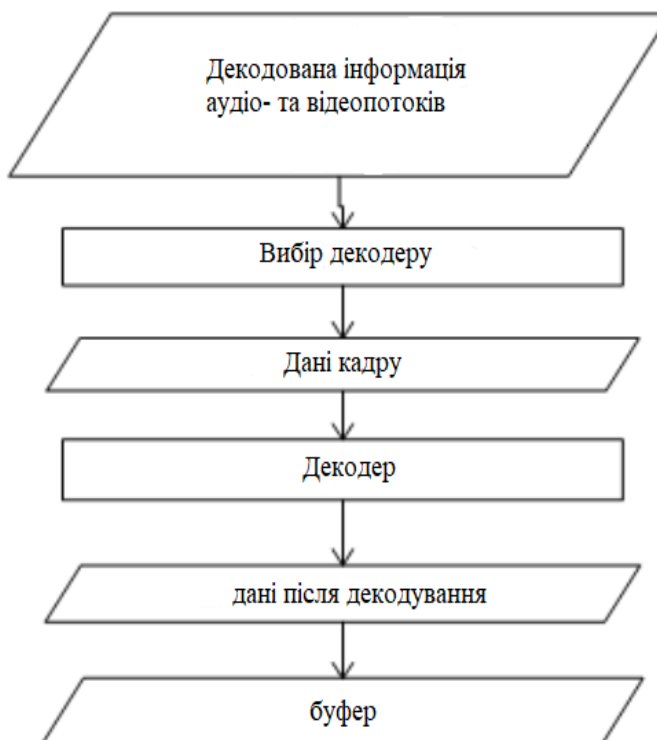 Декодована інформація
аудіо- та відеопотоків
Вибір декодеру
Дані кадру
Декодер
дані після декодування
буфер